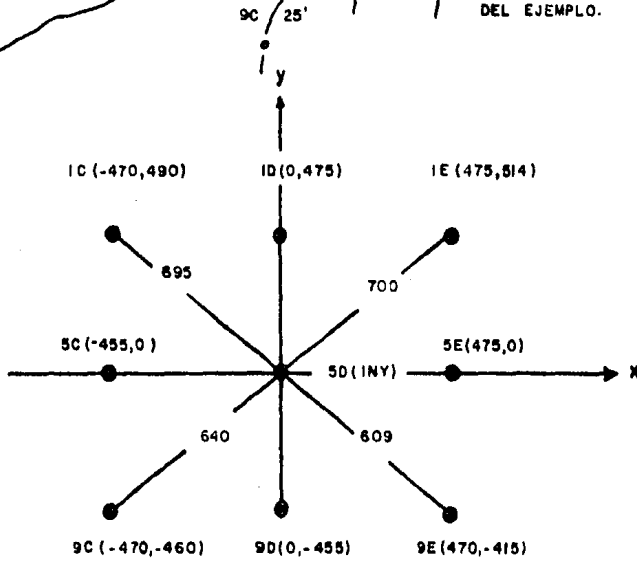 9C 25' DEL EJEMPLO.
y
1C (-470,490) 1D(0,475) 1E (475,514)
695 700
5C(-455,0) 5E(475,0)
5D(INY) x
640 609
9C (-470,-460) 9D(0,-455) 9E(470,-415)